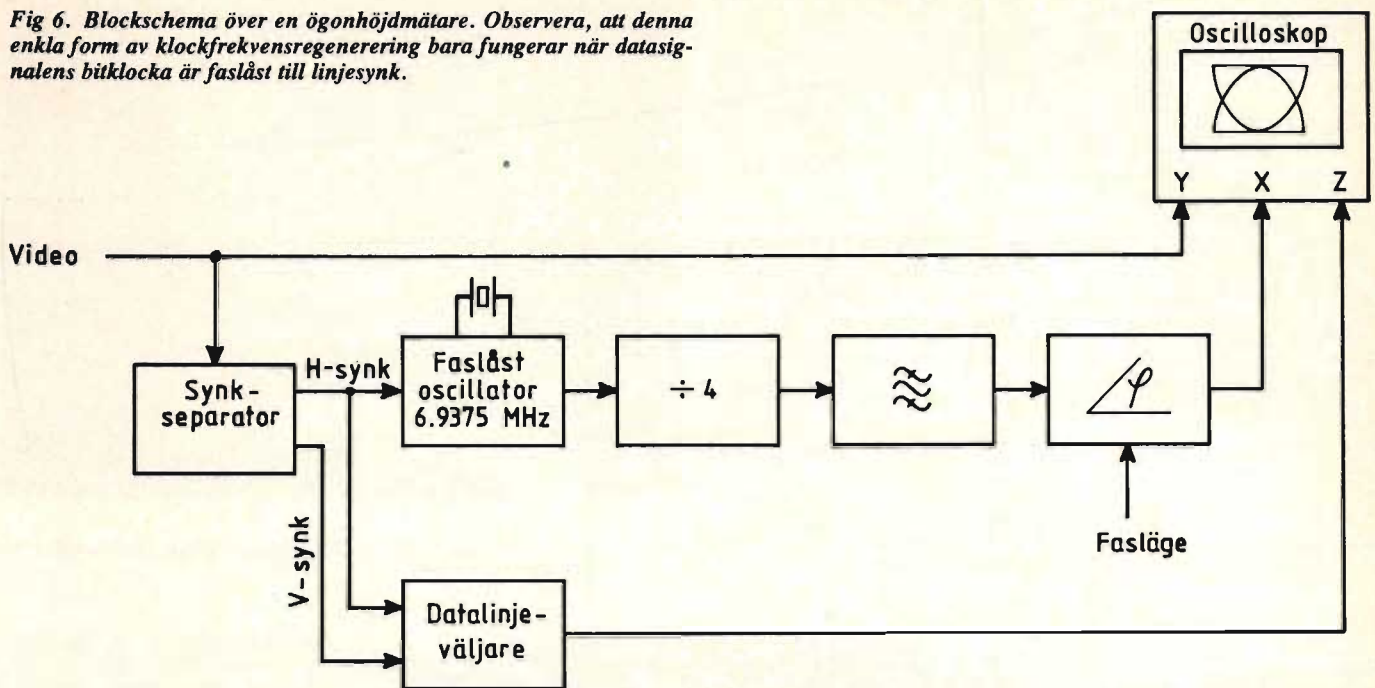 Fig 6. Blockschema över en ögonhöjdmätare. Observera, att denna
enkla form av klockfrekvensregenerering bara fungerar när datasig-
nalens bitklocka är faslåst till linjesynk.
Oscilloskop
Y X Z
Video
H-synk
Synk-
separator
Faslåst
oscillator
6.9375 MHz
÷ 4
φ
V-synk
Fasläge
Datalinje-
väljare